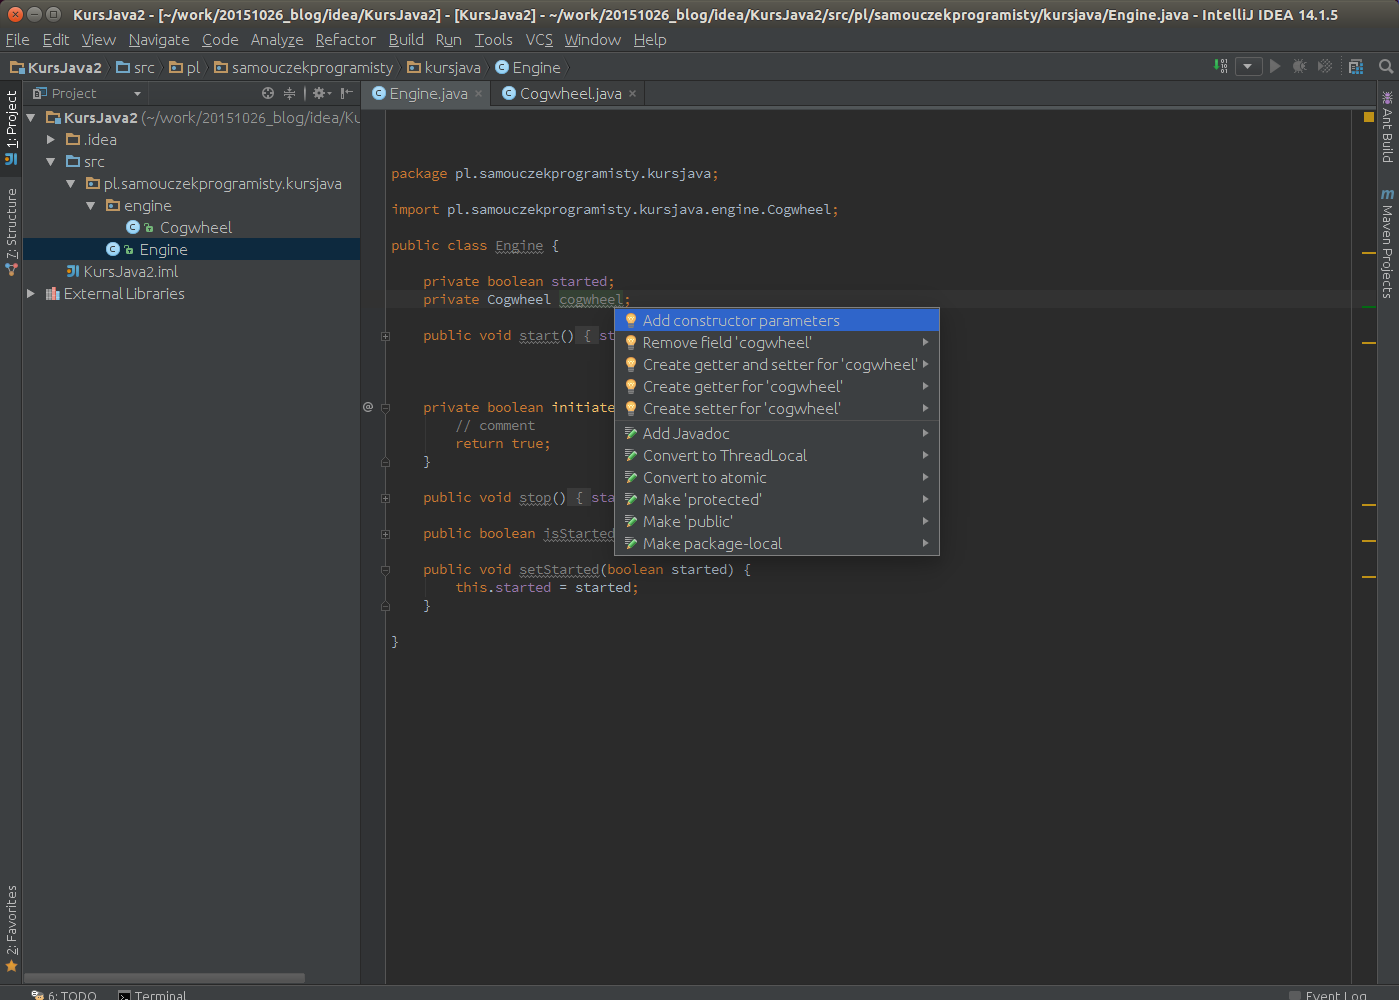 KursJava2 - [~/work/20151026_blog/idea/KursJava2] - [KursJava2] - ~/work/20151026_blog/idea/KursJava2/src/pl/samouczekprogramisty/kursjava/Engine.java - IntelliJ IDEA 14.1.5
File Edit View Navigate Code Analyze Refactor Build Run Tools VCS Window Help
KursJava2 src pl samouczekprogramisty kursjava Engine
Project
Engine.java Cogwheel.java
1: Project
7: Structure
2: Favorites
KursJava2 (~/work/20151026_blog/idea/Ku
.idea
src
pl.samouczekprogramisty.kursjava
engine
Cogwheel
Engine
KursJava2.iml
External Libraries
package pl.samouczekprogramisty.kursjava;
import pl.samouczekprogramisty.kursjava.engine.Cogwheel;
public class Engine {
private boolean started;
private Cogwheel cogwheel;
public void start() { st
@ private boolean initiate
// comment
return true;
}
public void stop() { sta
public boolean isStarted
public void setStarted(boolean started) {
this.started = started;
}
}
Add constructor parameters
Remove field 'cogwheel'
Create getter and setter for 'cogwheel'
Create getter for 'cogwheel'
Create setter for 'cogwheel'
Add Javadoc
Convert to ThreadLocal
Convert to atomic
Make 'protected'
Make 'public'
Make package-local
Ant Build
Maven Projects
6: TODO Terminal Event Log